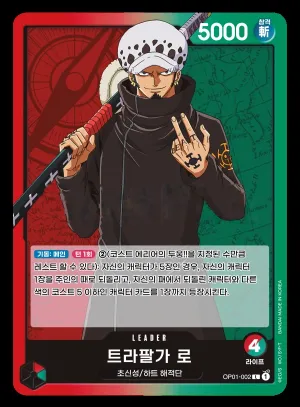 5000
참격
斬
기동: 메인 턴 1회 ②(코스트 에리어의 두웅!!을 지정된 수만큼
레스트 할 수 있다): 자신의 캐릭터가 5장인 경우, 자신의 캐릭터
1장을 주인의 패로 되돌리고, 자신의 패에서 되돌린 캐릭터와 다른
색의 코스트 5 이하인 캐릭터 카드를 1장까지 등장시킨다.
LEADER
트라팔가 로
초신성/하트 해적단
4
라이프
OP01-002 L
1